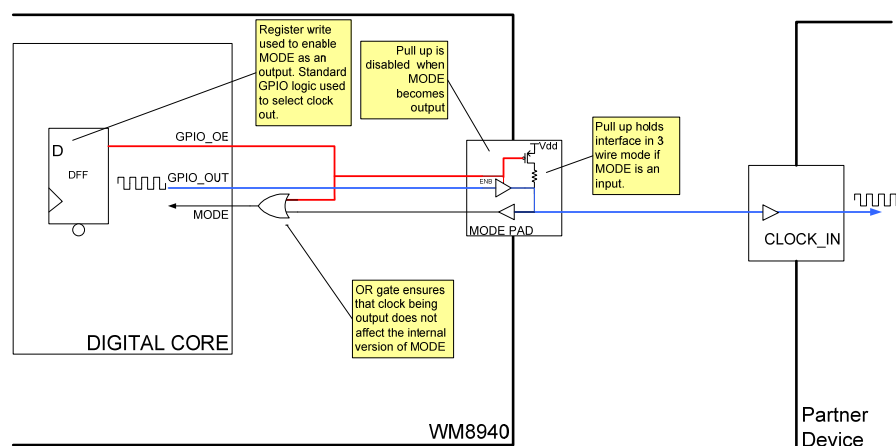 Register write
used to enable
MODE as an
output. Standard
GPIO logic used
to select clock
out.
Pull up is
disabled when
MODE
becomes
output
Pull up holds
interface in 3
wire mode if
MODE is an
input.
Vdd
D
DFF
GPIO_OE
GPIO_OUT
MODE
ENB
MODE PAD
CLOCK_IN
OR gate ensures
that clock being
output does not
affect the internal
version of MODE
DIGITAL CORE
WM8940
Partner
Device